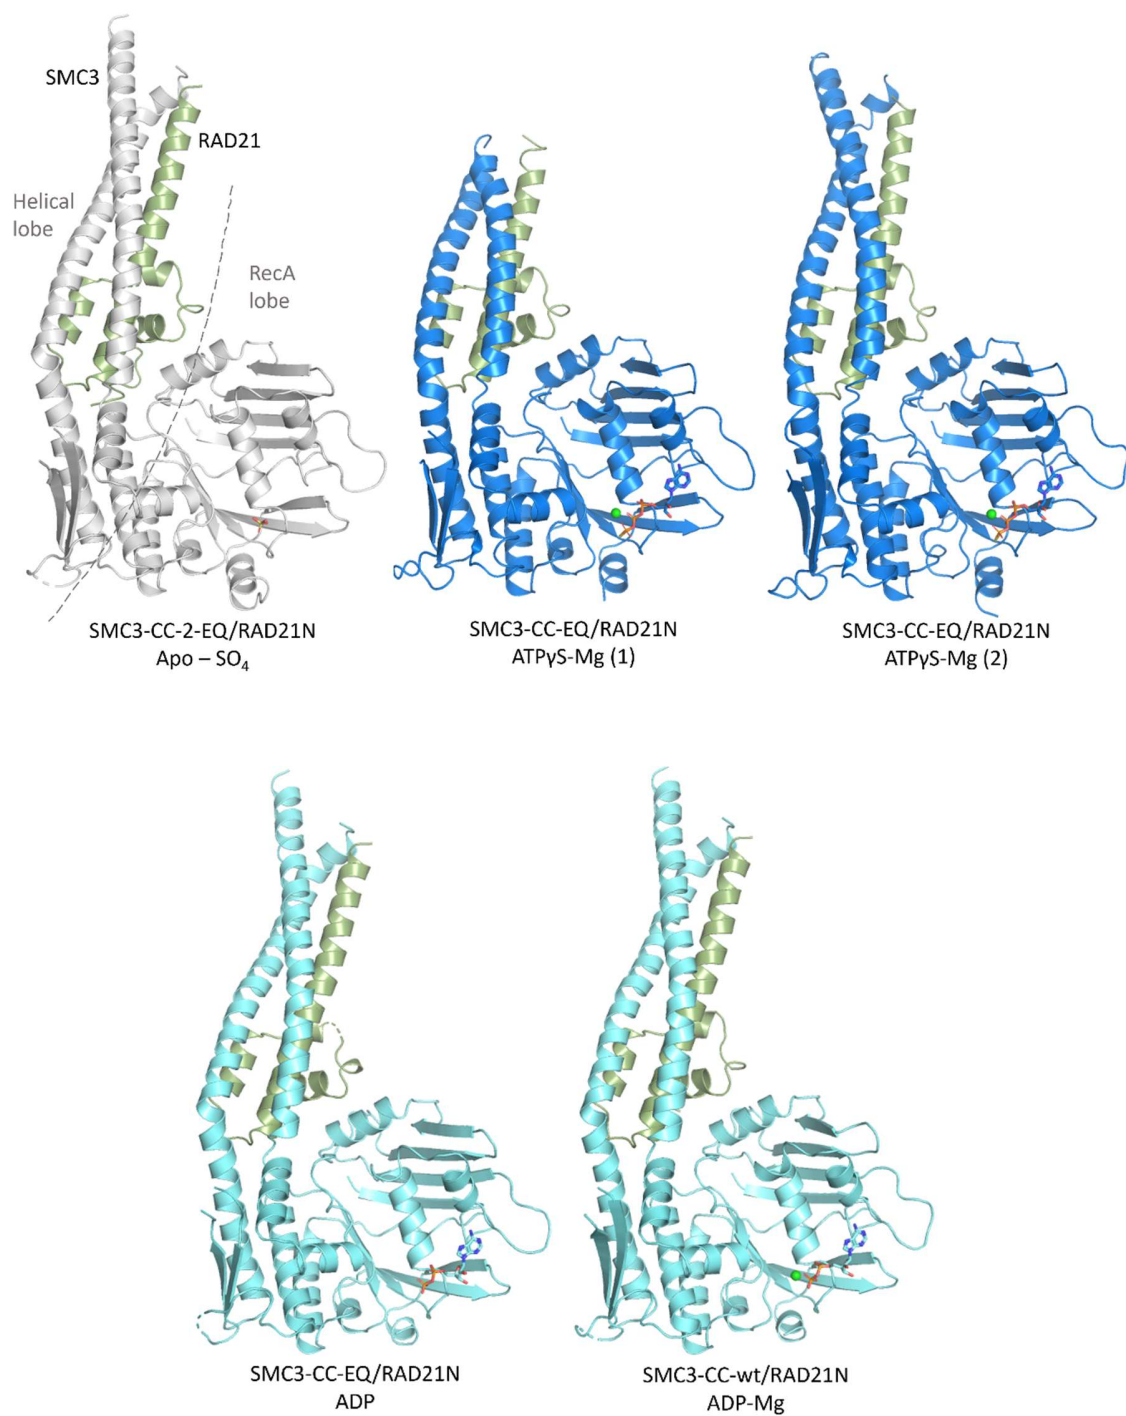 SMC3
RAD21
Helical
lobe
RecA
lobe
SMC3-CC-2-EQ/RAD21N
Apo – SO₄
SMC3-CC-EQ/RAD21N
ATPγS-Mg (1)
SMC3-CC-EQ/RAD21N
ATPγS-Mg (2)
SMC3-CC-EQ/RAD21N
ADP
SMC3-CC-wt/RAD21N
ADP-Mg